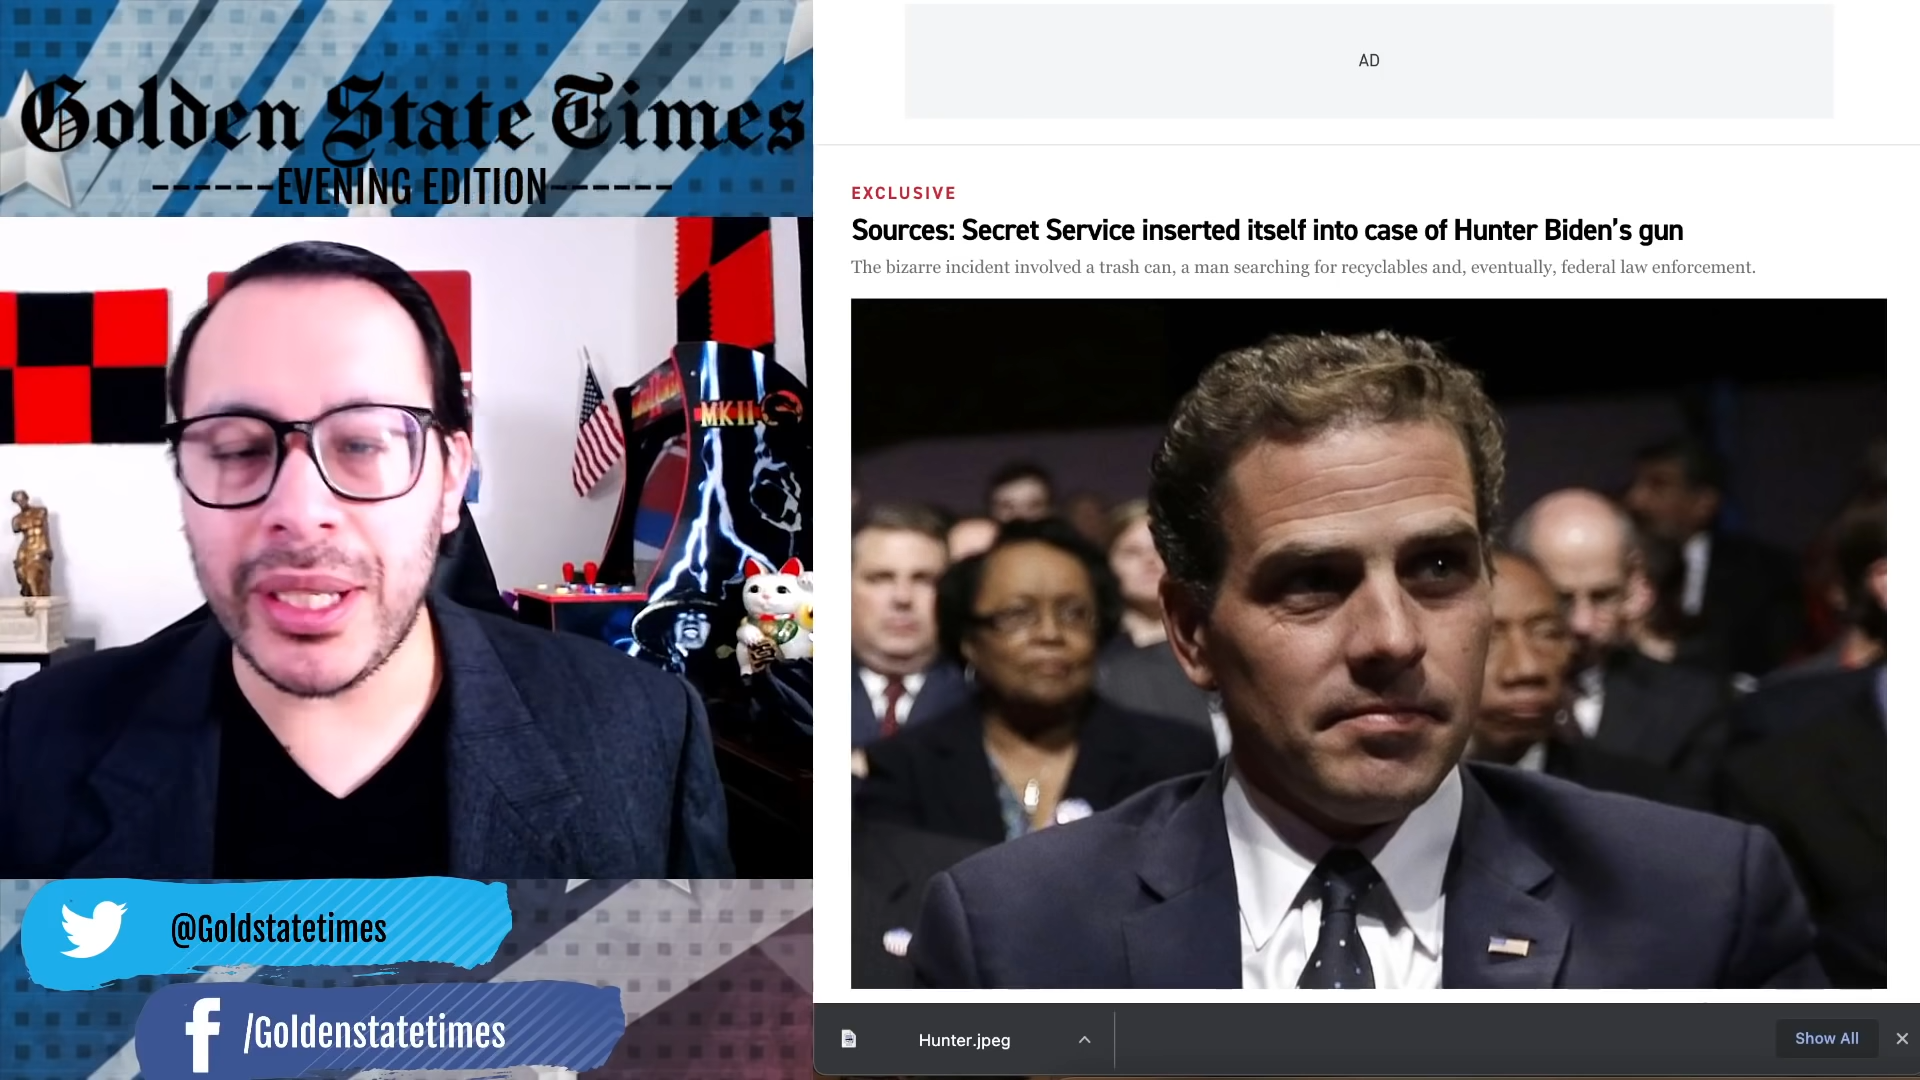 Golden State Times
------EVENING EDITION------
MKII
@Goldstatetimes
/Goldenstatetimes
AD
EXCLUSIVE
Sources: Secret Service inserted itself into case of Hunter Biden’s gun
The bizarre incident involved a trash can, a man searching for recyclables and, eventually, federal law enforcement.
Hunter.jpeg
Show All